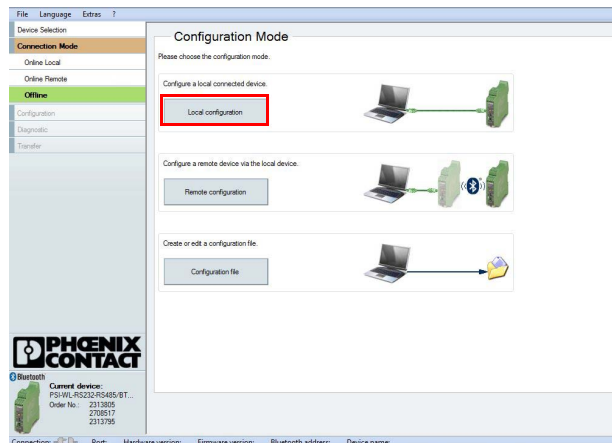 File Language Extras ?
Device Selection
Connection Mode
Online Local
Online Remote
Offline
Configuration
Diagnostic
Transfer
Configuration Mode
Please choose the configuration mode.
Configure a local connected device.
Local configuration
Configure a remote device via the local device.
Remote configuration
Create or edit a configuration file.
Configuration file
PHŒNIX
CONTACT
Bluetooth
Current device:
PSI-WL-RS232-RS485/BT...
Order No.: 2313805
2708517
2313795
Connection: Port: Hardware version: Firmware version: Bluetooth address: Device name: